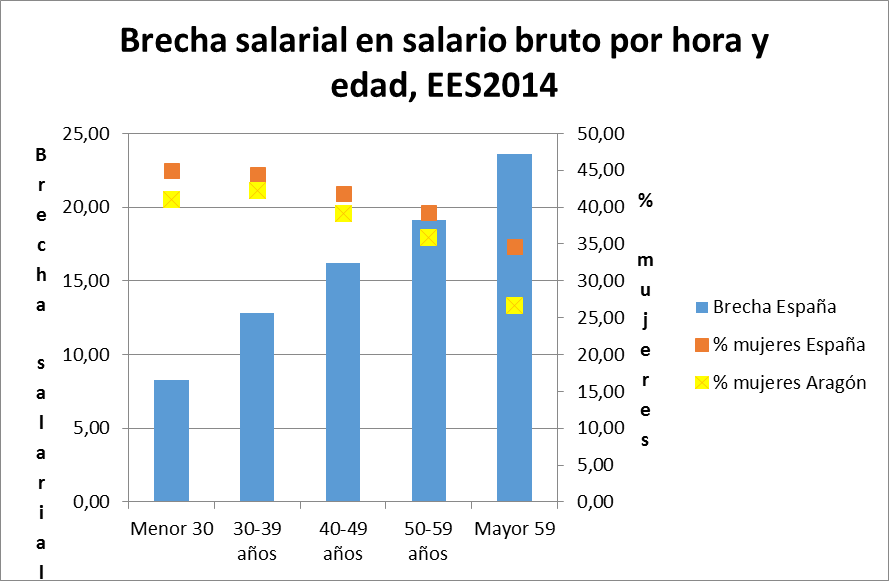 Brecha salarial en salario bruto por hora y
edad, EES2014
Brecha salarial
25,00
20,00
15,00
10,00
5,00
0,00
50,00
45,00
40,00
35,00
30,00
25,00
20,00
15,00
10,00
5,00
0,00
% mujeres
Menor 30
30-39
años
40-49
años
50-59
años
Mayor 59
Brecha España
% mujeres España
% mujeres Aragón